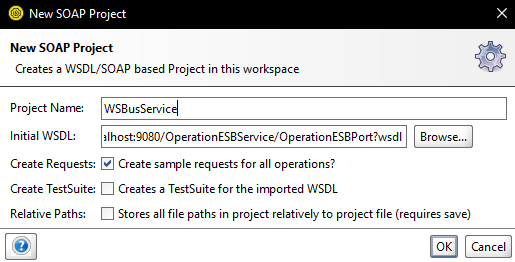 New SOAP Project
New SOAP Project
Creates a WSDL/SOAP based Project in this workspace
Project Name: WSBusService
Initial WSDL: alhost:9080/OperationESBService/OperationESBPort?wsdl Browse...
Create Requests: Create sample requests for all operations?
Create TestSuite: Creates a TestSuite for the imported WSDL
Relative Paths: Stores all file paths in project relatively to project file (requires save)
? OK Cancel